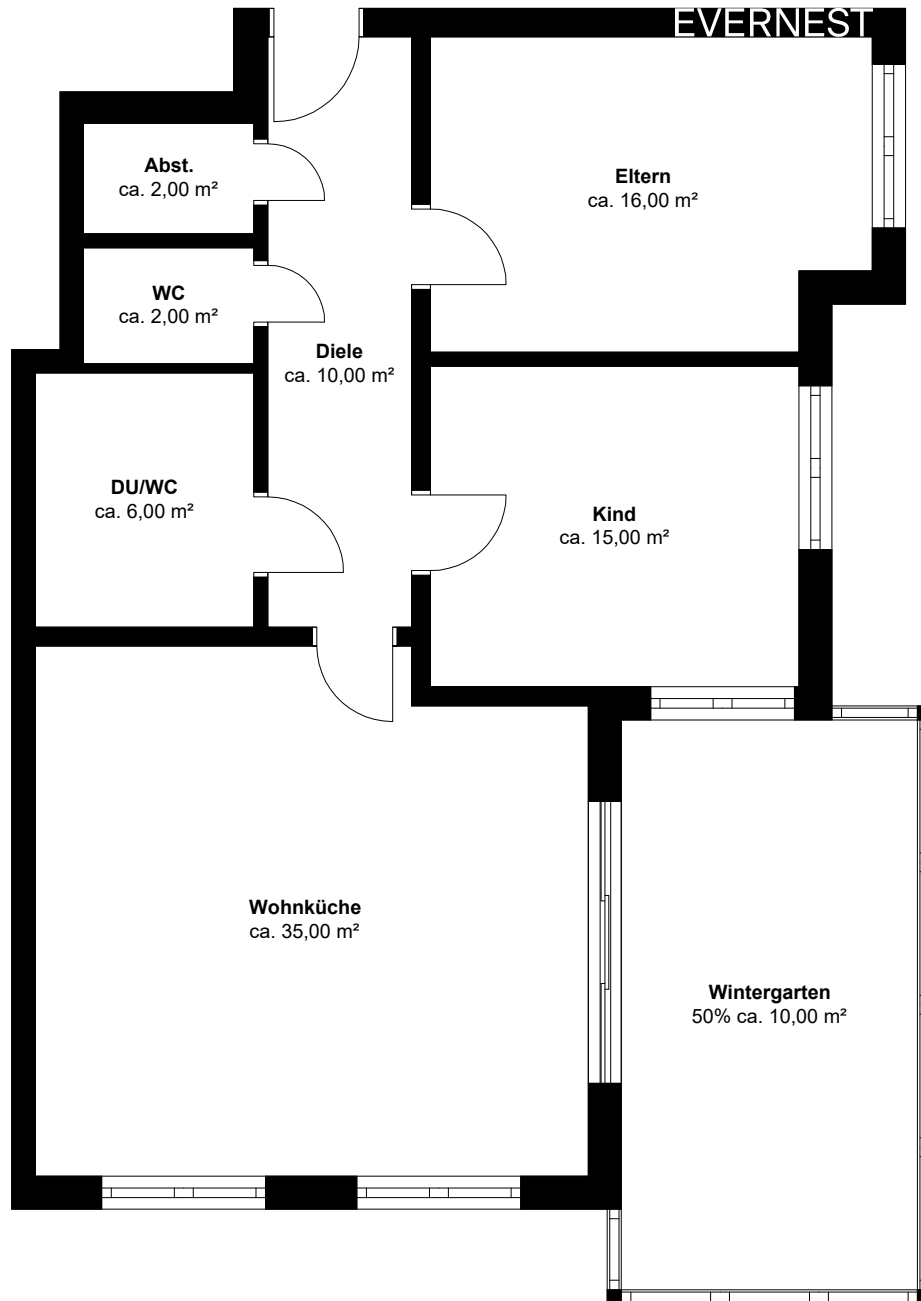 EVERNEST
Abst.
ca. 2,00 m²
Eltern
ca. 16,00 m²
WC
ca. 2,00 m²
Diele
ca. 10,00 m²
DU/WC
ca. 6,00 m²
Kind
ca. 15,00 m²
Wohnküche
ca. 35,00 m²
Wintergarten
50% ca. 10,00 m²